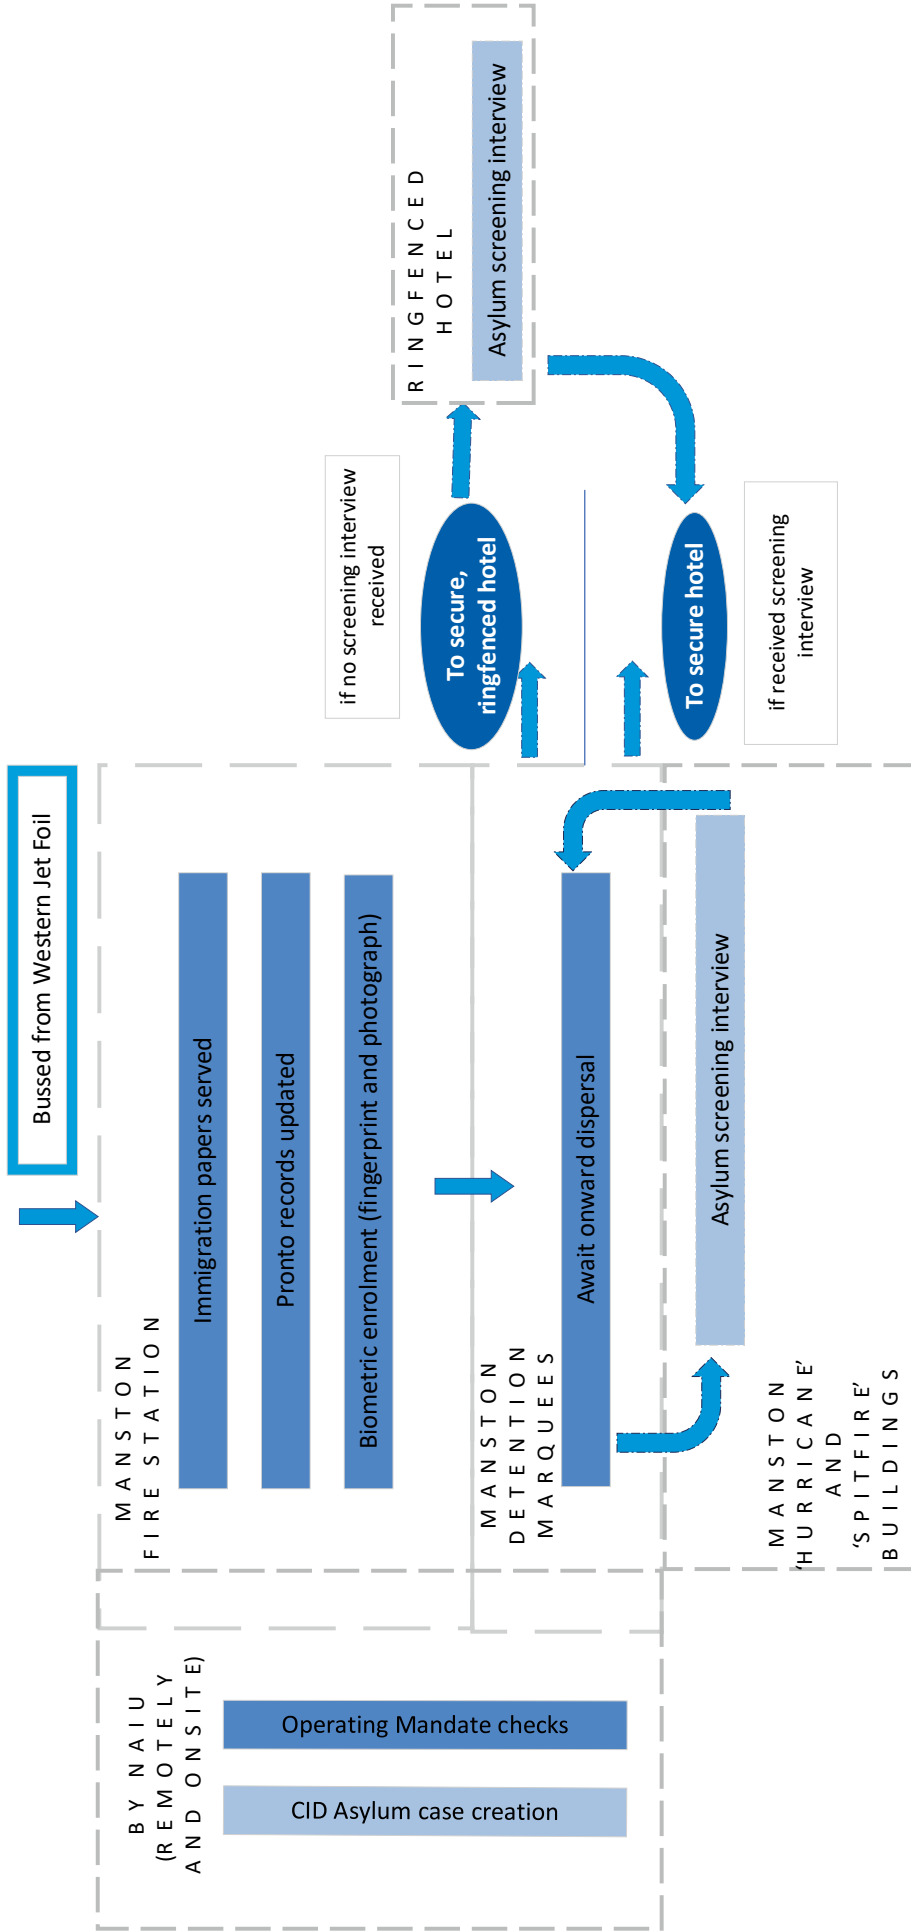 Bussed from Western Jet Foil
MANSTON
FIRE STATION
Immigration papers served
Pronto records updated
Biometric enrolment (fingerprint and photograph)
BY NAIU
(REMOTELY
AND ONSITE)
Operating Mandate checks
CID Asylum case creation
MANSTON
DETENTION
MARQUEES
Await onward dispersal
MANSTON
‘HURRICANE’
AND
‘SPITFIRE’
BUILDINGS
Asylum screening interview
if no screening interview
received
To secure,
ringfenced hotel
RINGFENCED
HOTEL
Asylum screening interview
To secure hotel
if received screening
interview